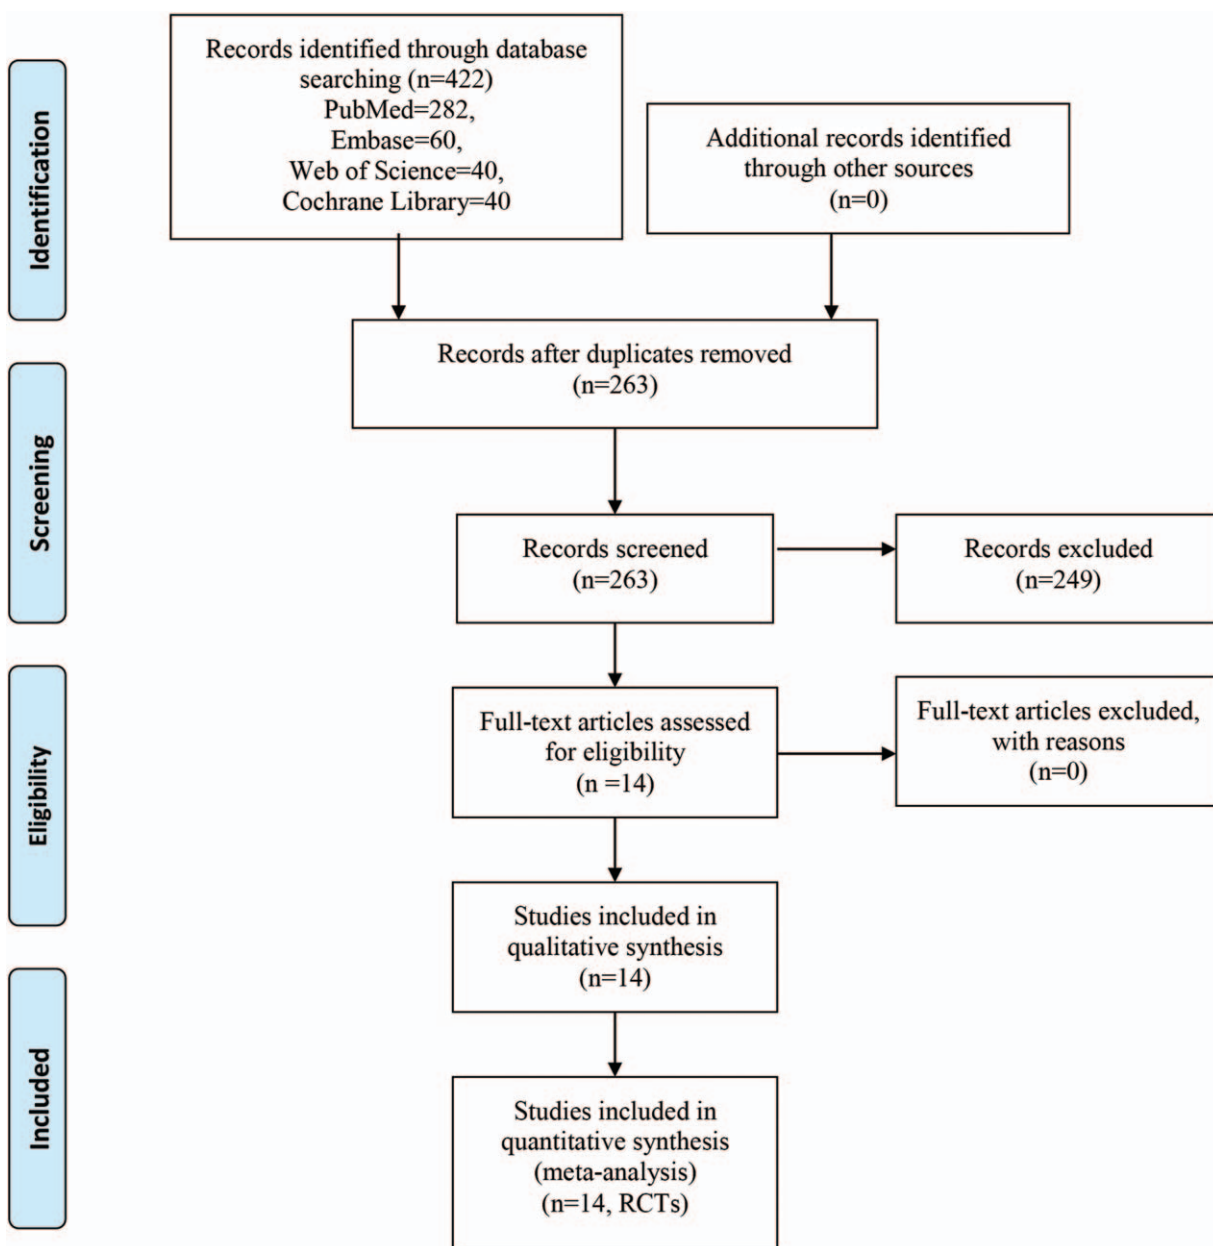 Identification
Records identified through database
searching (n=422)
PubMed=282,
Embase=60,
Web of Science=40,
Cochrane Library=40
Additional records identified
through other sources
(n=0)
Records after duplicates removed
(n=263)
Screening
Records screened
(n=263)
Records excluded
(n=249)
Eligibility
Full-text articles assessed
for eligibility
(n =14)
Full-text articles excluded,
with reasons
(n=0)
Studies included in
qualitative synthesis
(n=14)
Included
Studies included in
quantitative synthesis
(meta-analysis)
(n=14, RCTs)